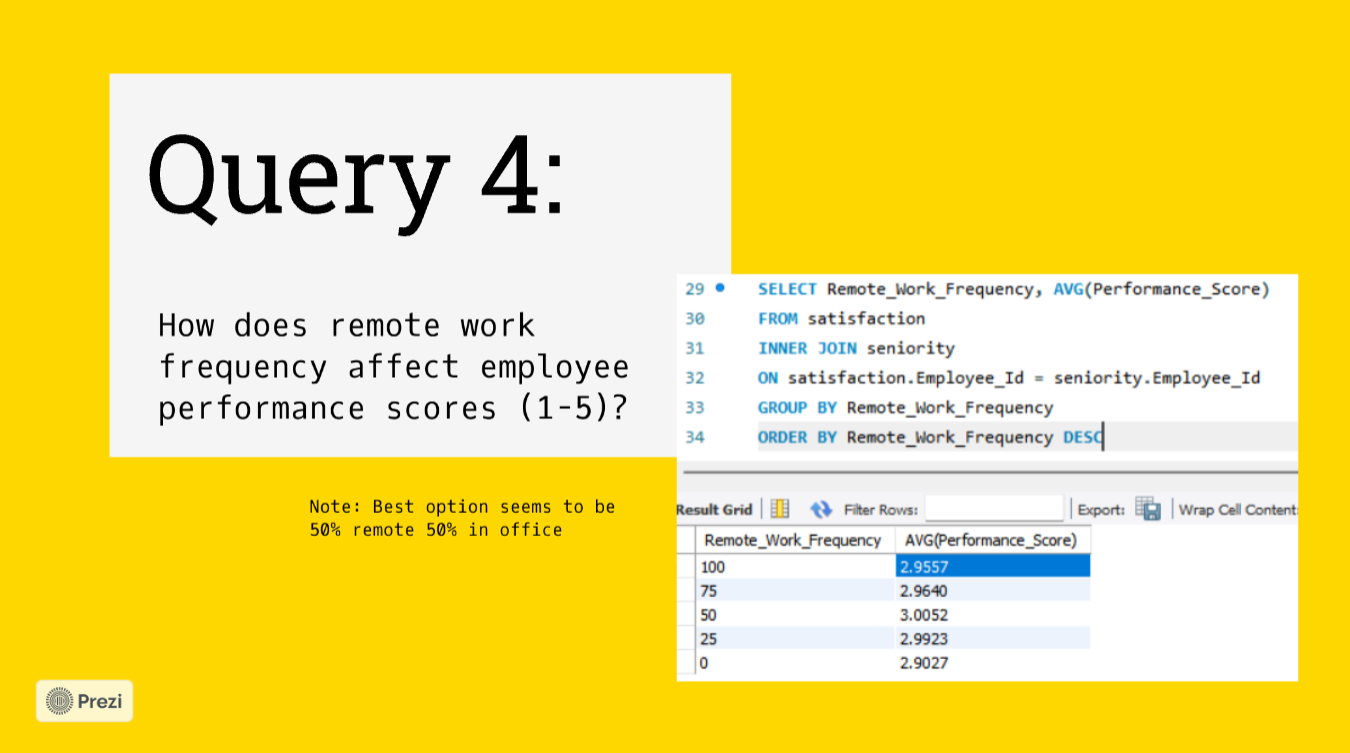 Query 4:
How does remote work
frequency affect employee
performance scores (1-5)?
Note: Best option seems to be
50% remote 50% in office
29 SELECT Remote_Work_Frequency, AVG(Performance_Score)
30 FROM satisfaction
31 INNER JOIN seniority
32 ON satisfaction.Employee_Id = seniority.Employee_Id
33 GROUP BY Remote_Work_Frequency
34 ORDER BY Remote_Work_Frequency DESC
Result Grid Filter Rows: Export: Wrap Cell Content:
Remote_Work_Frequency AVG(Performance_Score)
100 2.9557
75 2.9640
50 3.0052
25 2.9923
0 2.9027
Prezi